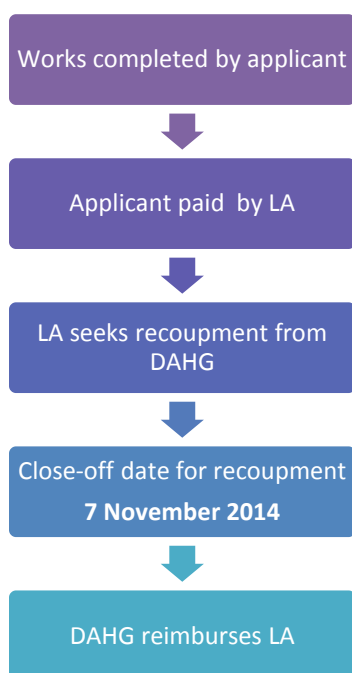 Works completed by applicant
Applicant paid by LA
LA seeks recoupment from
DAHG
Close-off date for recoupment
7 November 2014
DAHG reimburses LA